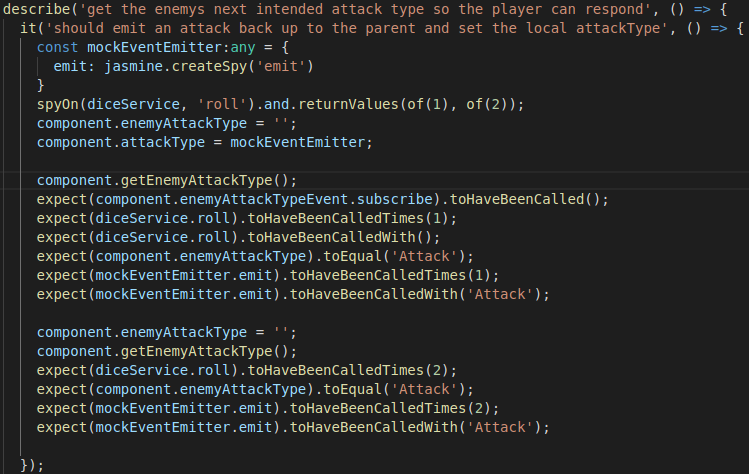 describe('get the enemys next intended attack type so the player can respond', () => {
it('should emit an attack back up to the parent and set the local attackType', () => {
const mockEventEmitter:any = {
emit: jasmine.createSpy('emit')
}
spyOn(diceService, 'roll').and.returnValues(of(1), of(2));
component.enemyAttackType = '';
component.attackType = mockEventEmitter;
component.getEnemyAttackType();
expect(component.enemyAttackTypeEvent.subscribe).toHaveBeenCalled();
expect(diceService.roll).toHaveBeenCalledTimes(1);
expect(diceService.roll).toHaveBeenCalledWith();
expect(component.enemyAttackType).toEqual('Attack');
expect(mockEventEmitter.emit).toHaveBeenCalledTimes(1);
expect(mockEventEmitter.emit).toHaveBeenCalledWith('Attack');
component.enemyAttackType = '';
component.getEnemyAttackType();
expect(diceService.roll).toHaveBeenCalledTimes(2);
expect(component.enemyAttackType).toEqual('Attack');
expect(mockEventEmitter.emit).toHaveBeenCalledTimes(2);
expect(mockEventEmitter.emit).toHaveBeenCalledWith('Attack');
});